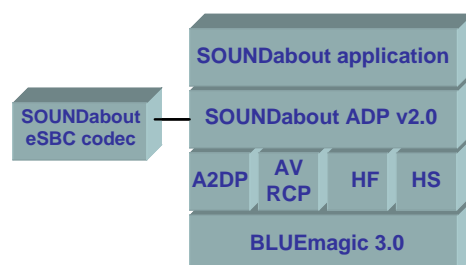 SOUNDabout application
SOUNDabout
eSBC codec
SOUNDabout ADP v2.0
A2DP
AV
RCP
HF
HS
BLUEmagic 3.0